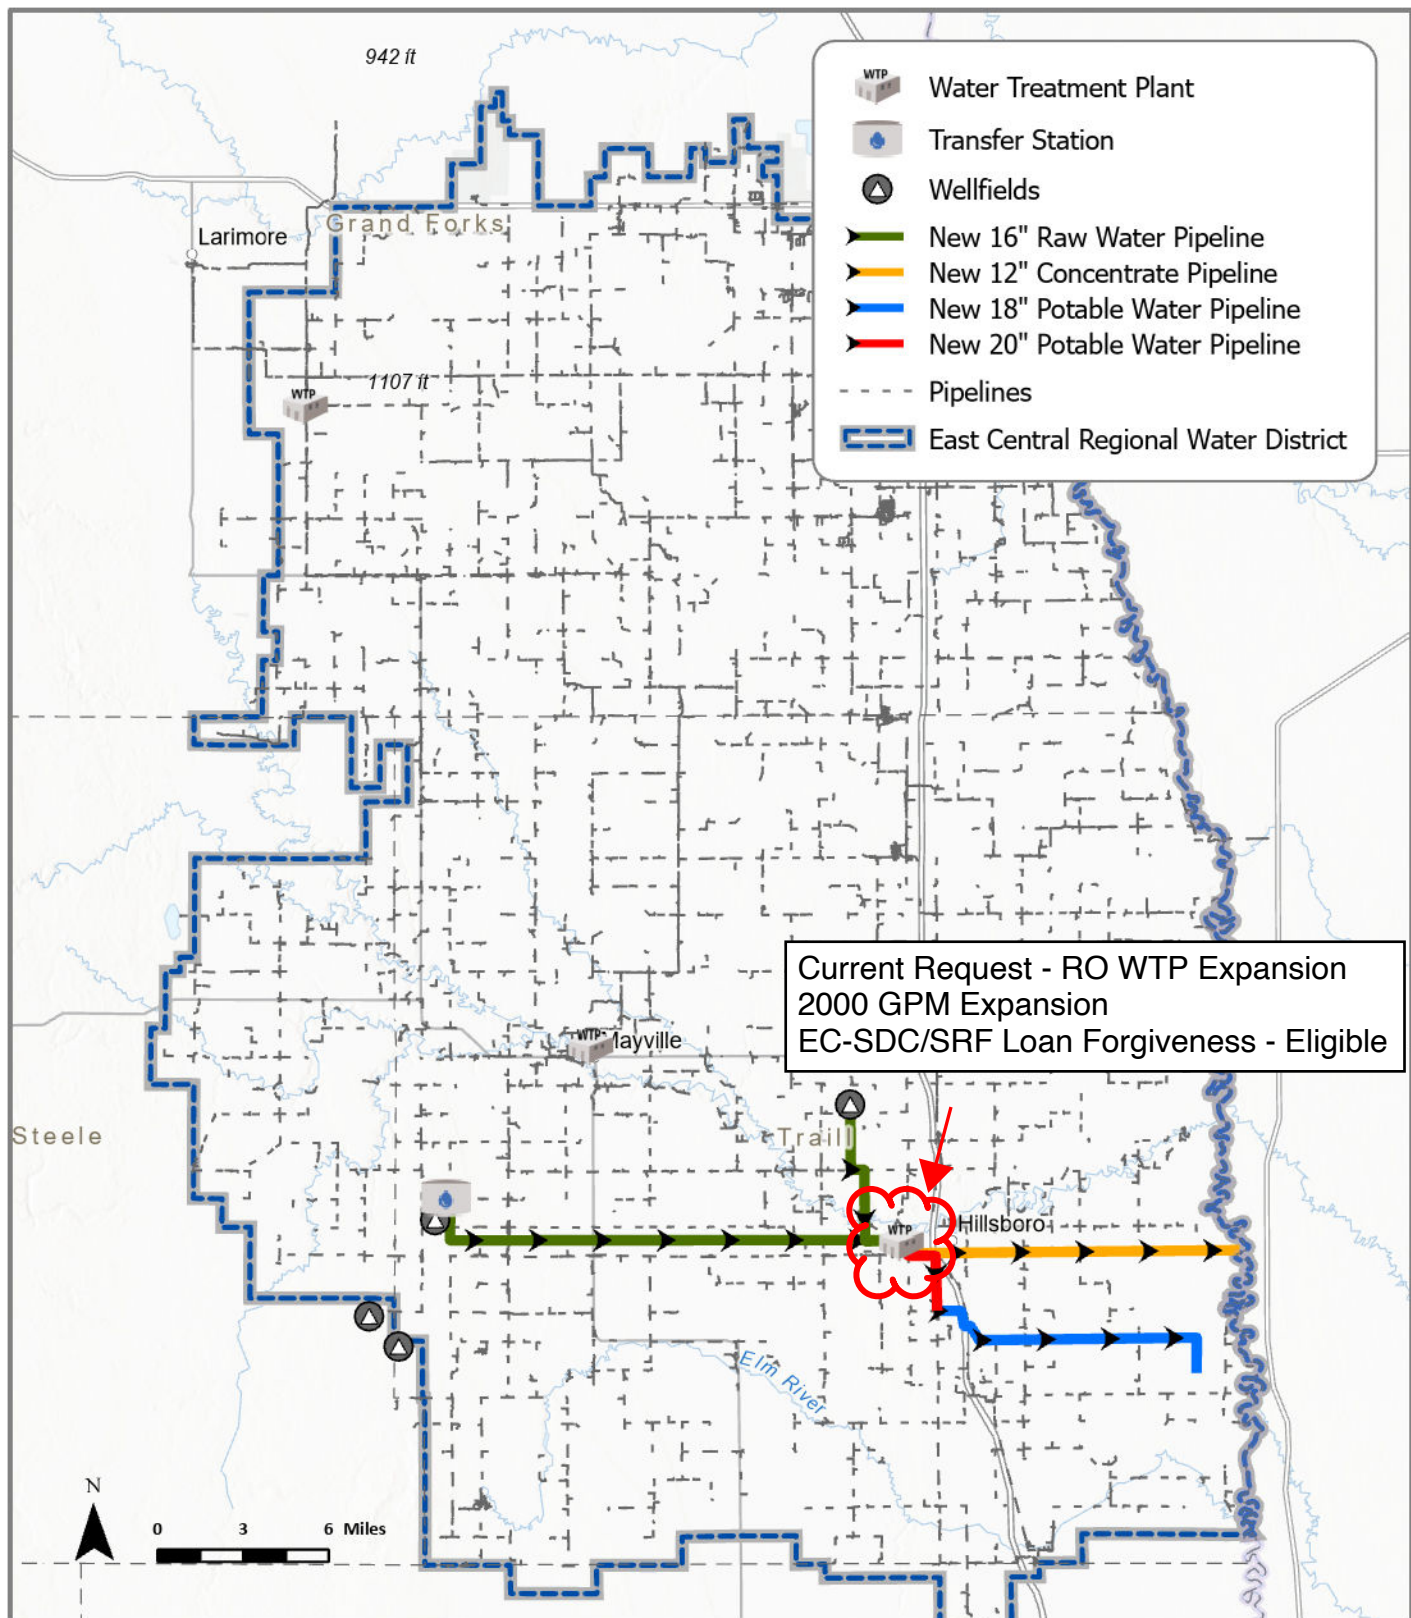 942 ft
WTP
Water Treatment Plant
Transfer Station
Wellfields
New 16" Raw Water Pipeline
New 12" Concentrate Pipeline
New 18" Potable Water Pipeline
New 20" Potable Water Pipeline
Pipelines
East Central Regional Water District
Grand Forks
Larimore
1107 ft
WTP
Current Request - RO WTP Expansion
2000 GPM Expansion
EC-SDC/SRF Loan Forgiveness - Eligible
WTP
Mayville
Steele
Traill
Hillsboro
WTP
Elm River
N
0 3 6 Miles